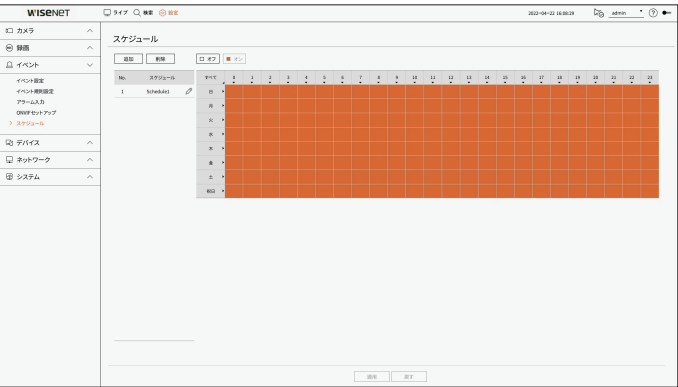 WISENET
ライブ 検索 設定 2022-04-22 16:08:29 admin
カメラ
録画
イベント
イベント設定
イベント規則設定
アラーム入力
ONVIFセットアップ
スケジュール
デバイス
ネットワーク
システム
スケジュール
追加 削除 オフ オン
No. スケジュール
1 Schedule1
すべて 0 1 2 3 4 5 6 7 8 9 10 11 12 13 14 15 16 17 18 19 20 21 22 23
日
月
火
水
木
金
土
祝日
適用 戻す